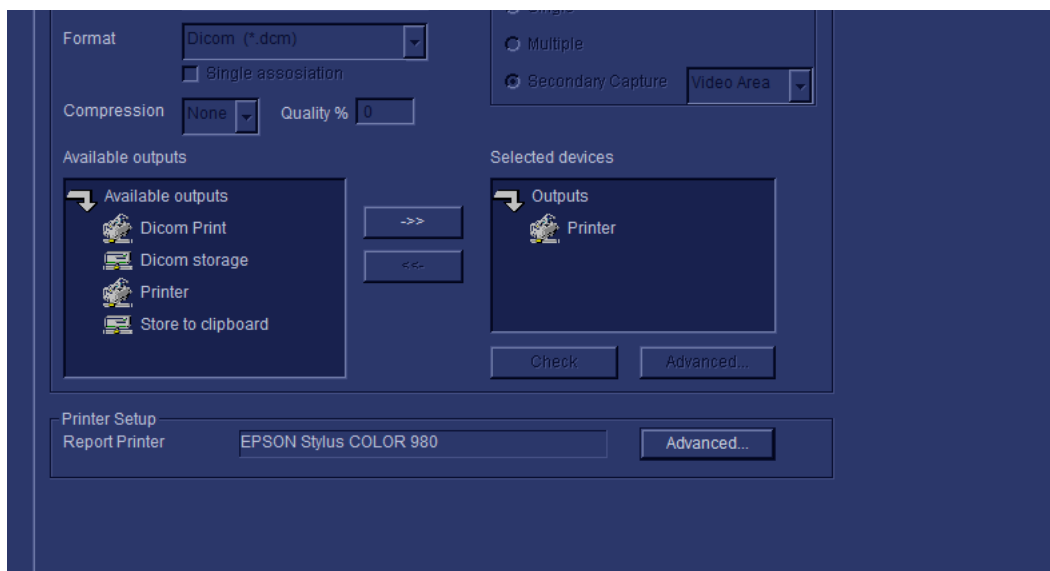 Single
Format
Dicom (*.dcm)
Multiple
Single assosiation
Secondary Capture
Video Area
Compression
None
Quality %
0
Available outputs
Selected devices
Available outputs
Outputs
Dicom Print
->>
Printer
Dicom storage
<<-
Printer
Store to clipboard
Check
Advanced...
Printer Setup
Report Printer
EPSON Stylus COLOR 980
Advanced...